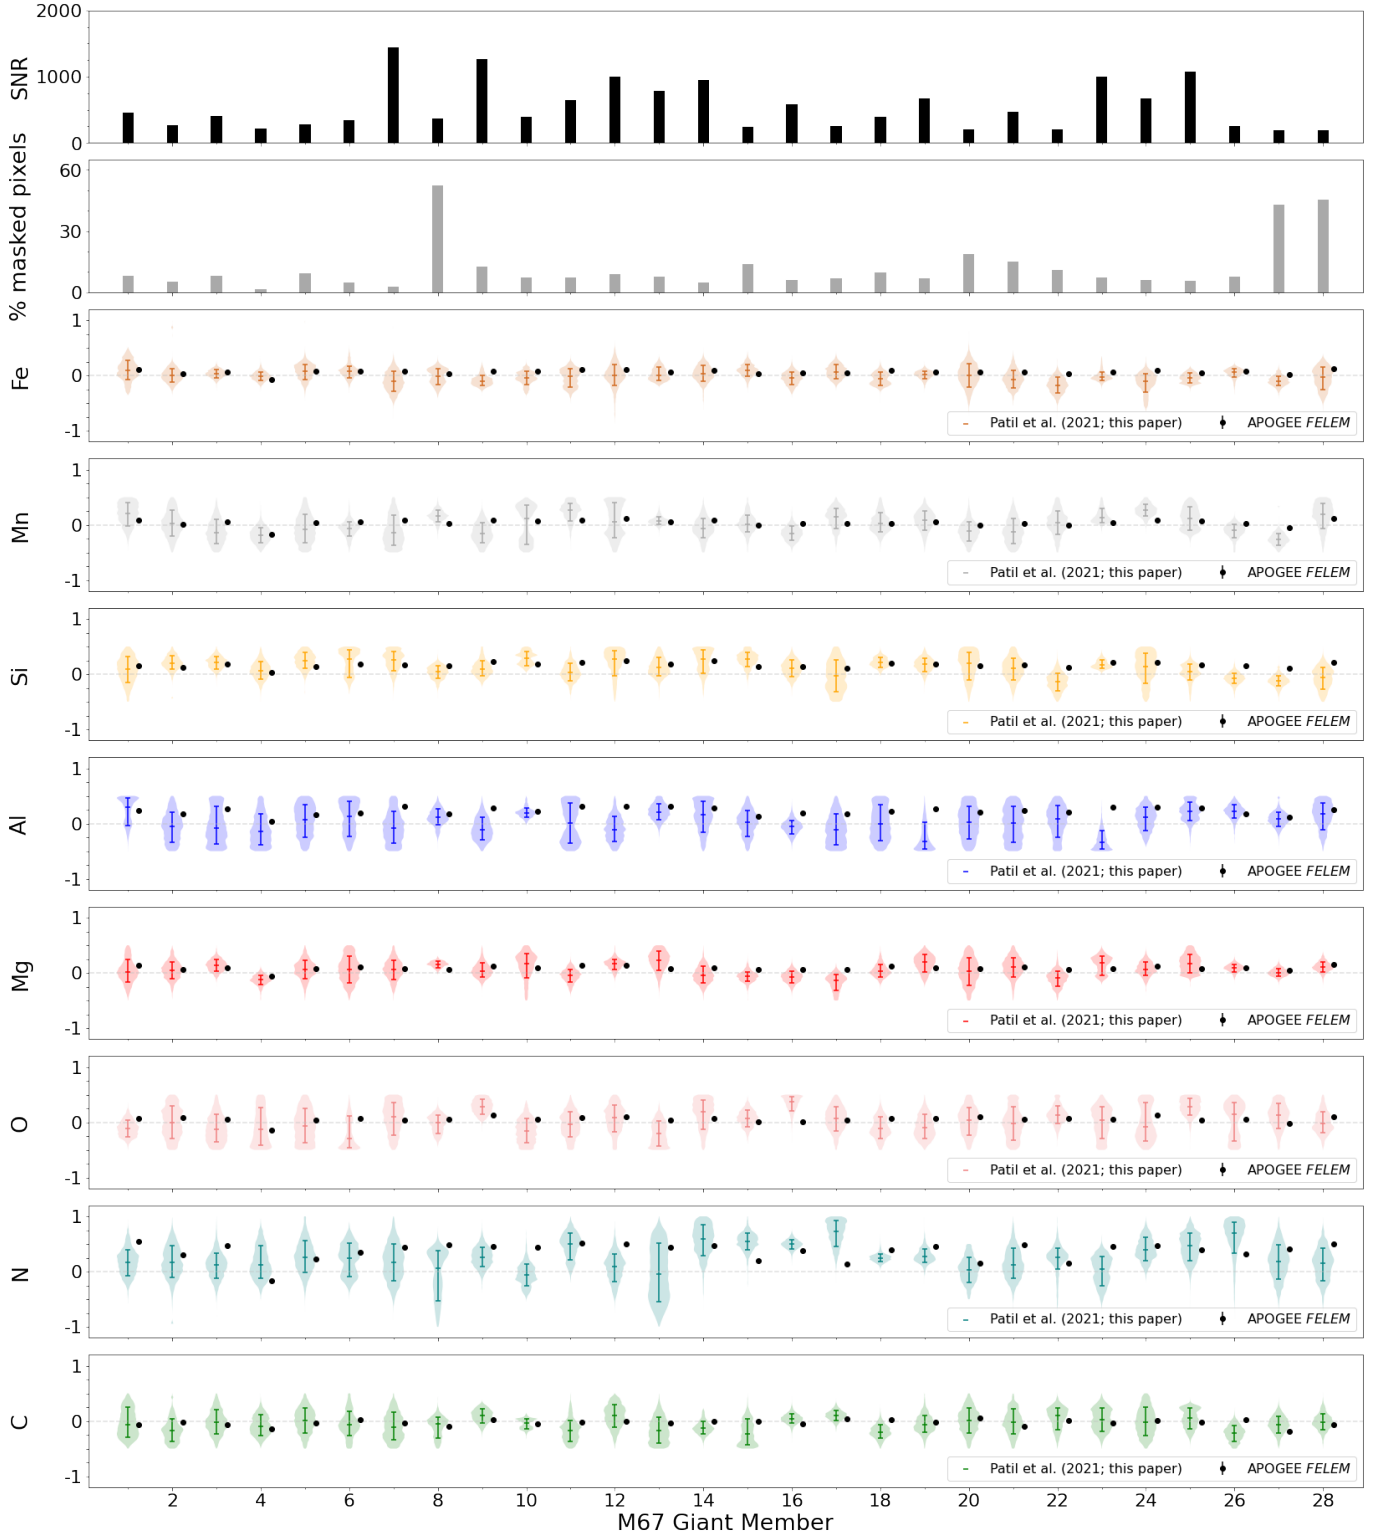 2000
1000
0
SNR
60
30
0
% masked pixels
1
0
-1
Fe
Patil et al. (2021; this paper) APOGEE FELEM
1
0
-1
Mn
Patil et al. (2021; this paper) APOGEE FELEM
1
0
-1
Si
Patil et al. (2021; this paper) APOGEE FELEM
1
0
-1
Al
Patil et al. (2021; this paper) APOGEE FELEM
1
0
-1
Mg
Patil et al. (2021; this paper) APOGEE FELEM
1
0
-1
O
Patil et al. (2021; this paper) APOGEE FELEM
1
0
-1
N
Patil et al. (2021; this paper) APOGEE FELEM
1
0
-1
C
Patil et al. (2021; this paper) APOGEE FELEM
2 4 6 8 10 12 14 16 18 20 22 24 26 28
M67 Giant Member